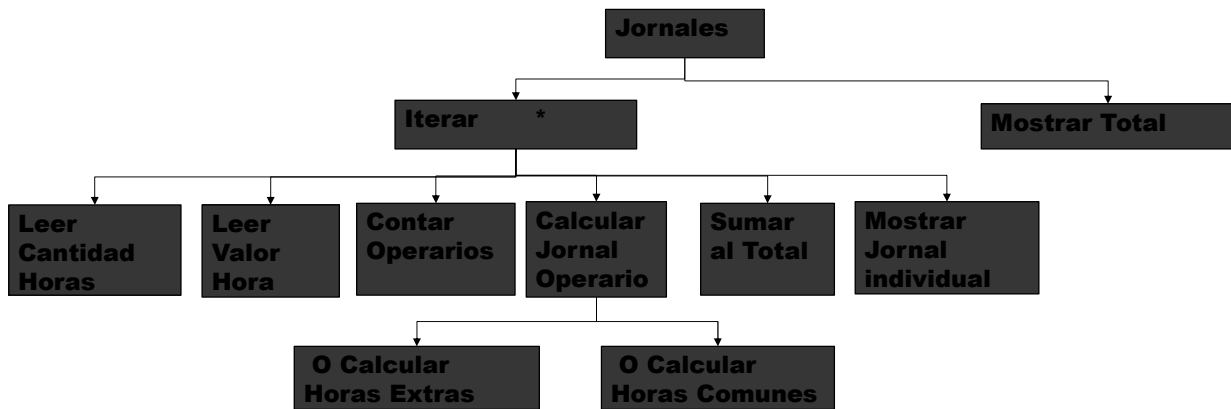 Jornales
Iterar *
Mostrar Total
Leer
Cantidad
Horas
Leer
Valor
Hora
Contar
Operarios
Calcular
Jornal
Operario
Sumar
al Total
Mostrar
Jornal
individual
O Calcular
Horas Extras
O Calcular
Horas Comunes